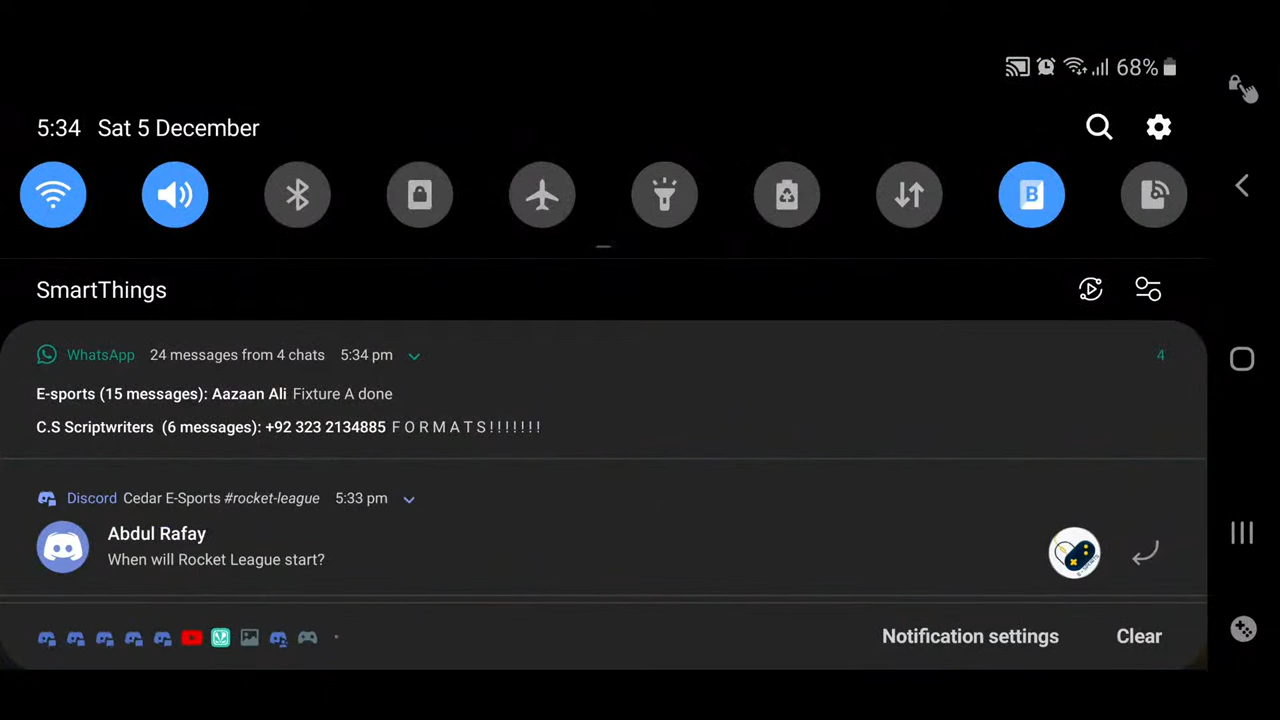 68%
5:34 Sat 5 December
B
SmartThings
WhatsApp 24 messages from 4 chats 5:34 pm 4
E-sports (15 messages): Aazaan Ali Fixture A done
C.S Scriptwriters (6 messages): +92 323 2134885 F O R M A T S ! ! ! ! ! ! !
Discord Cedar E-Sports #rocket-league 5:33 pm
Abdul Rafay
When will Rocket League start?
Notification settings Clear